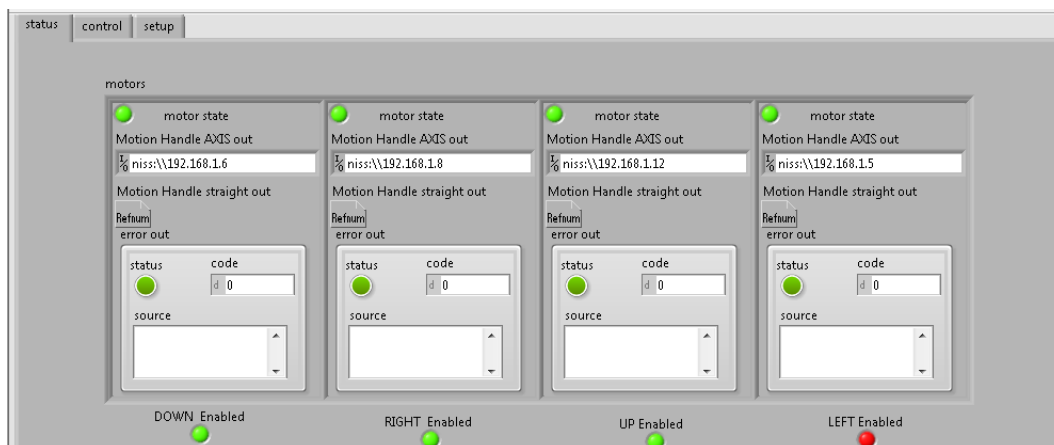 status control setup
motors
motor state motor state motor state motor state
Motion Handle AXIS out Motion Handle AXIS out Motion Handle AXIS out Motion Handle AXIS out
I/O niss:\\192.168.1.6 I/O niss:\\192.168.1.8 I/O niss:\\192.168.1.12 I/O niss:\\192.168.1.5
Motion Handle straight out Motion Handle straight out Motion Handle straight out Motion Handle straight out
Refnum Refnum Refnum Refnum
error out error out error out error out
status code status code status code status code
d 0 d 0 d 0 d 0
source source source source
DOWN Enabled RIGHT Enabled UP Enabled LEFT Enabled